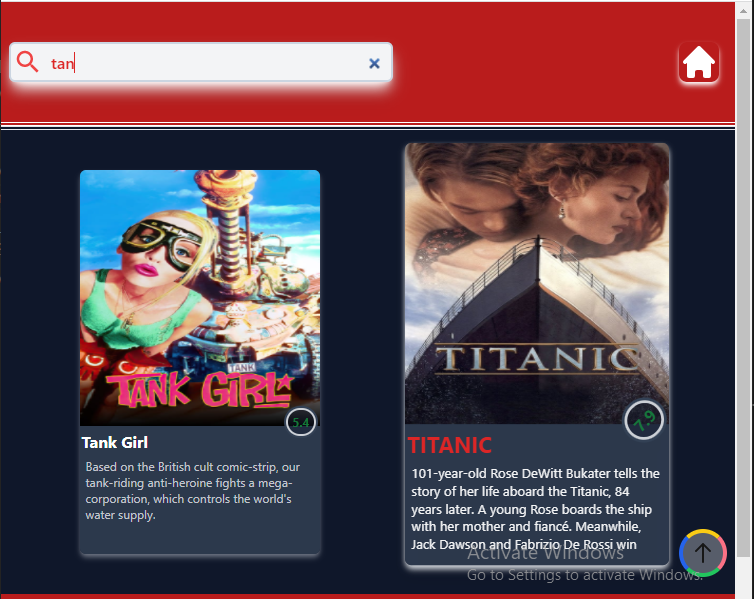 tan
TANK
TANK GIRL
5.4
Tank Girl
Based on the British cult comic-strip, our
tank-riding anti-heroine fights a mega-
corporation, which controls the world's
water supply.
TITANIC
7.9
TITANIC
101-year-old Rose DeWitt Bukater tells the
story of her life aboard the Titanic, 84
years later. A young Rose boards the ship
with her mother and fiancé. Meanwhile,
Jack Dawson and Fabrizio De Rossi win
Activate Windows
Go to Settings to activate Windows.